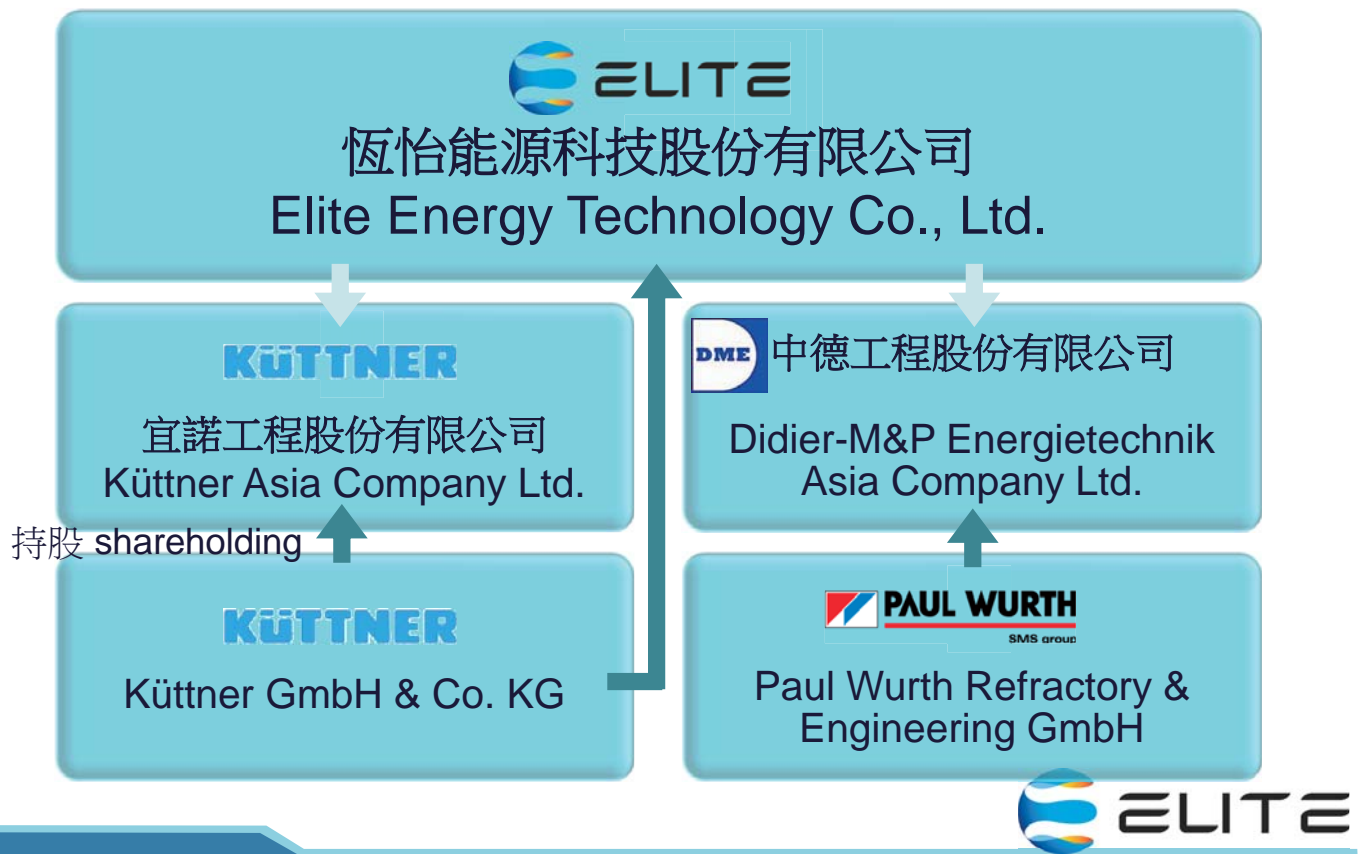 ELITE
恆怡能源科技股份有限公司
Elite Energy Technology Co., Ltd.
KÜTTNER
宜諾工程股份有限公司
Küttner Asia Company Ltd.
DME 中德工程股份有限公司
Didier-M&P Energietechnik
Asia Company Ltd.
持股 shareholding
KÜTTNER
Küttner GmbH & Co. KG
PAUL WURTH
SMS group
Paul Wurth Refractory &
Engineering GmbH
ELITE